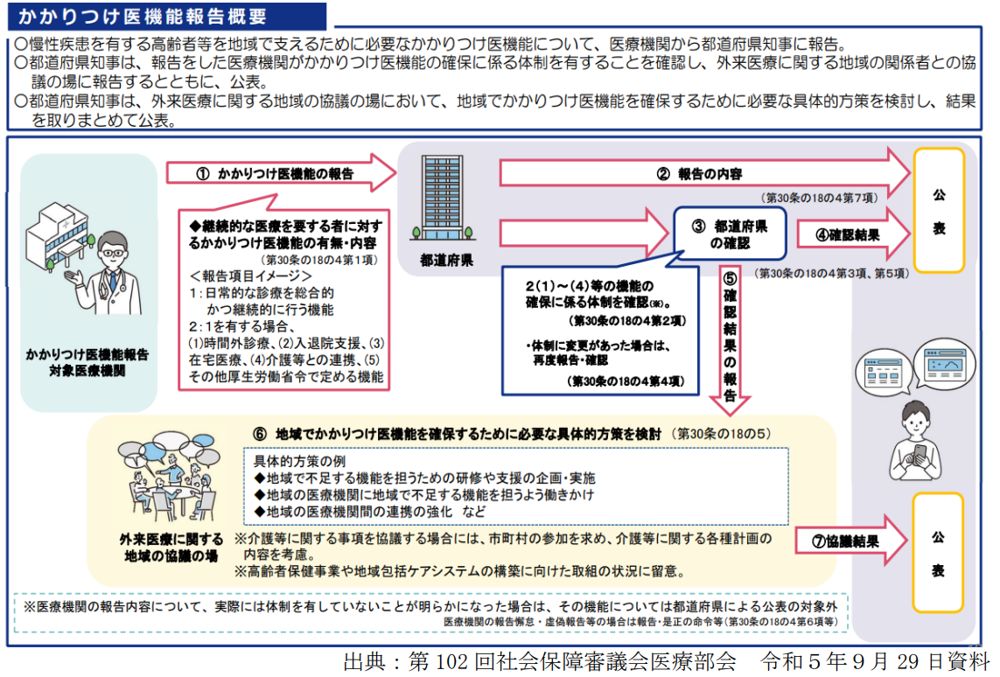 かかりつけ医機能報告概要
○慢性疾患を有する高齢者等を地域で支えるために必要なかかりつけ医機能について、医療機関から都道府県知事に報告。
○都道府県知事は、報告をした医療機関がかかりつけ医機能の確保に係る体制を有することを確認し、外来医療に関する地域の関係者との協
議の場に報告するとともに、公表。
○都道府県知事は、外来医療に関する地域の協議の場において、地域でかかりつけ医機能を確保するために必要な具体的方策を検討し、結果
を取りまとめて公表。
① かかりつけ医機能の報告
② 報告の内容
(第30条の18の4第7項)
公
表
かかりつけ医機能報告
対象医療機関
◆継続的な医療を要する者に対す
るかかりつけ医機能の有無・内容
(第30条の18の4第1項)
<報告項目イメージ>
1:日常的な診療を総合的
かつ継続的に行う機能
2:1を有する場合、
(1)時間外診療、(2)入退院支援、(3)
在宅医療、(4)介護等との連携、(5)
その他厚生労働省令で定める機能
都道府県
③ 都道府県
の確認
④確認結果
(第30条の18の4第3項、第5項)
2(1)~(4)等の機能の
確保に係る体制を確認(※)。
(第30条の18の4第2項)
・体制に変更があった場合は、
再度報告・確認
(第30条の18の4第4項)
⑤確認結果の報告
⑥ 地域でかかりつけ医機能を確保するために必要な具体的方策を検討(第30条の18の5)
具体的方策の例
◆地域で不足する機能を担うための研修や支援の企画・実施
◆地域の医療機関に地域で不足する機能を担うよう働きかけ
◆地域の医療機関間の連携の強化 など
外来医療に関する
地域の協議の場
※介護等に関する事項を協議する場合には、市町村の参加を求め、介護等に関する各種計画の
内容を考慮。
※高齢者保健事業や地域包括ケアシステムの構築に向けた取組の状況に留意。
⑦協議結果
公
表
※医療機関の報告内容について、実際には体制を有していないことが明らかになった場合は、その機能については都道府県による公表の対象外
医療機関の報告懈怠・虚偽報告等の場合は報告・是正の命令等(第30条の18の4第6項等)
出典:第102回社会保障審議会医療部会 令和5年9月29日資料